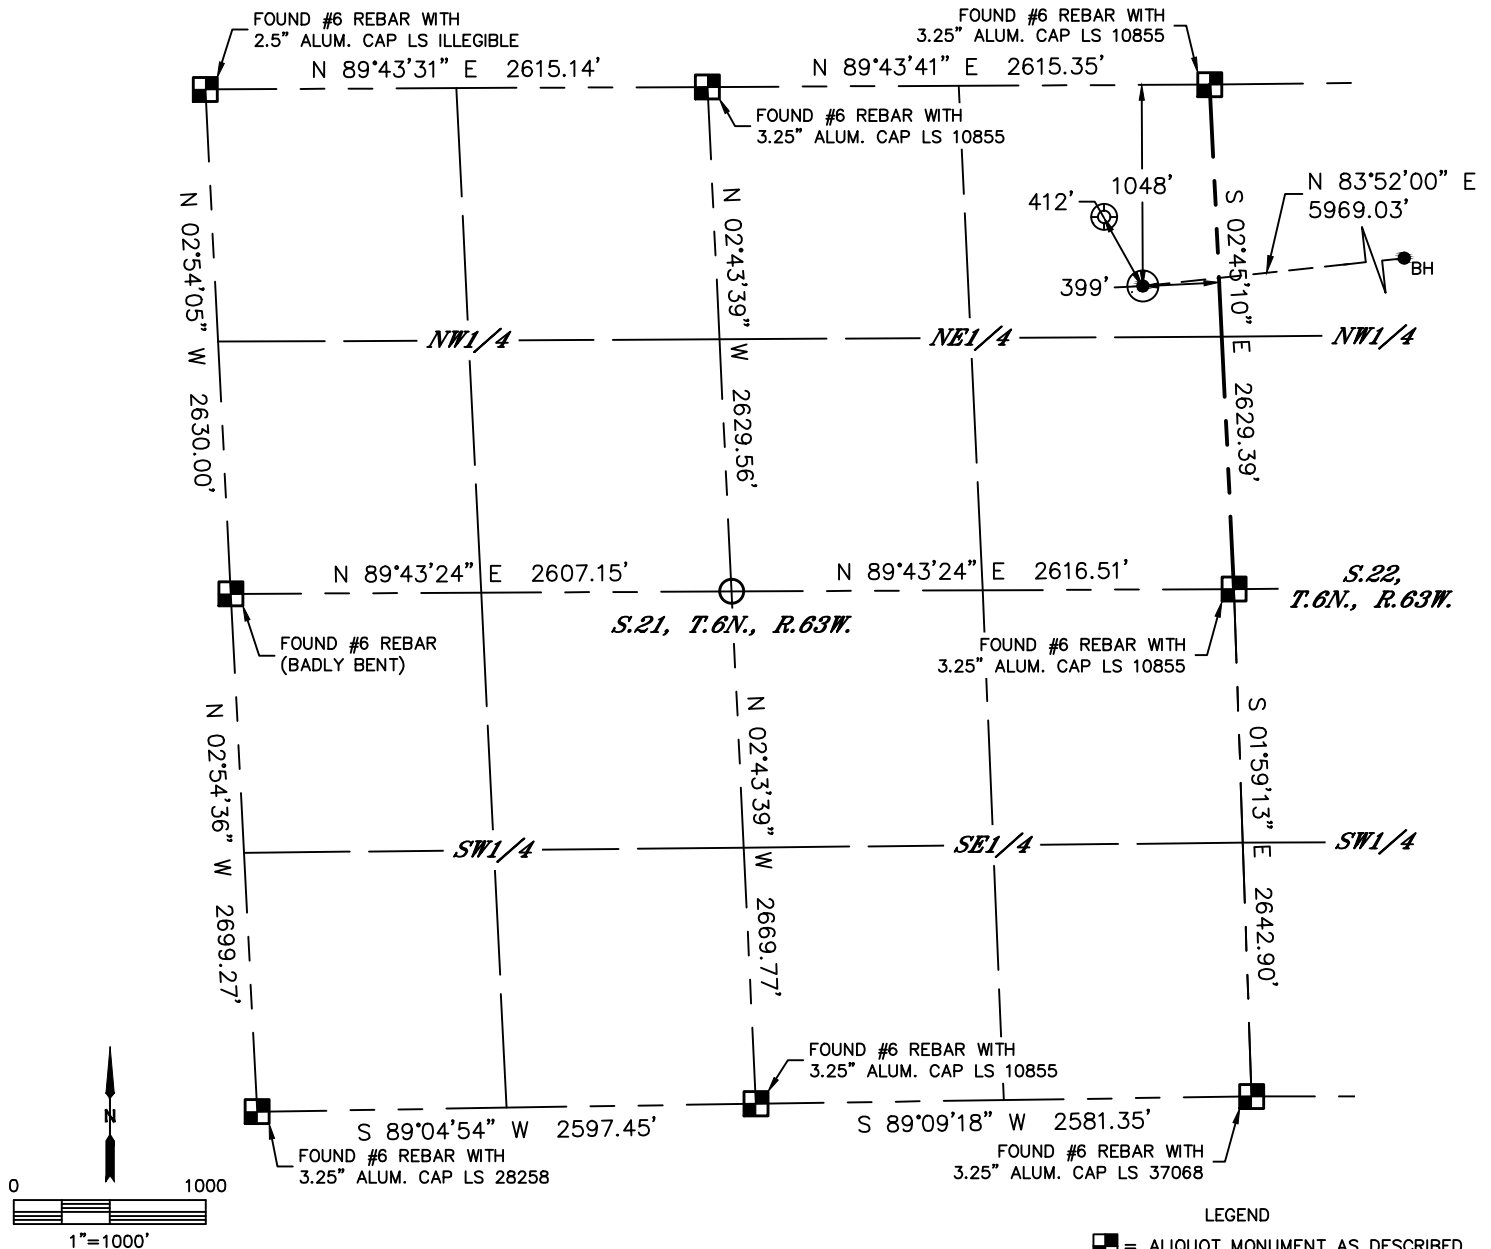 FOUND #6 REBAR WITH
2.5" ALUM. CAP LS ILLEGIBLE
FOUND #6 REBAR WITH
3.25" ALUM. CAP LS 10855
N 89°43'31" E 2615.14'
N 89°43'41" E 2615.35'
FOUND #6 REBAR WITH
3.25" ALUM. CAP LS 10855
N 02°54'05" W 2630.00'
N 02°43'39" W 2629.56'
S 02°45'10" E 2629.39'
1048'
412'
399'
N 83°52'00" E
5969.03'
BH
NW1/4
NE1/4
NW1/4
N 89°43'24" E 2607.15'
N 89°43'24" E 2616.51'
S.22,
T.6N., R.63W.
S.21, T.6N., R.63W.
FOUND #6 REBAR
(BADLY BENT)
FOUND #6 REBAR WITH
3.25" ALUM. CAP LS 10855
N 02°54'36" W 2699.27'
N 02°43'39" W 2669.77'
S 01°59'13" E 2642.90'
SW1/4
SE1/4
SW1/4
FOUND #6 REBAR WITH
3.25" ALUM. CAP LS 10855
S 89°04'54" W 2597.45'
S 89°09'18" W 2581.35'
FOUND #6 REBAR WITH
3.25" ALUM. CAP LS 28258
FOUND #6 REBAR WITH
3.25" ALUM. CAP LS 37068
N
0 1000
1"=1000'
LEGEND
= ALIQUOT MONUMENT AS DESCRIBED